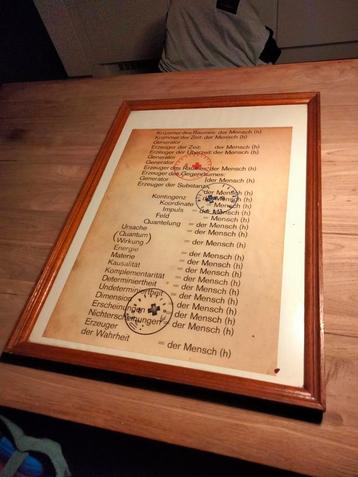 Krümmer des Raumes: der Mensch (h)
Krümmer der Zeit: der Mensch (h)
Generator
Erzeuger der Zeit: der Mensch (h)
Erzeuger der Überzeit: der Mensch (h)
Generator
Generator
Erzeuger des Raumes: der Mensch (h)
Erzeuger des Gegenraumes:
Generator der Mensch (h)
Erzeuger der Substanz:
der Mensch (h)
Kontingenz = der Mensch (h)
Koordinate = der Mensch (h)
Impuls = der Mensch (h)
Feld = der Mensch (h)
Quantelung = der Mensch (h)
Ursache = der Mensch (h)
(Quantum)
(Wirkung) = der Mensch (h)
Energie = der Mensch (h)
Materie = der Mensch (h)
Kausalität = der Mensch (h)
Komplementarität = der Mensch (h)
Determiniertheit = der Mensch (h)
Undeterminiertheit = der Mensch (h)
Dimension = der Mensch (h)
Erscheinungen = der Mensch (h)
Nichterscheinungen = der Mensch (h)
Erzeuger
der Wahrheit = der Mensch (h)